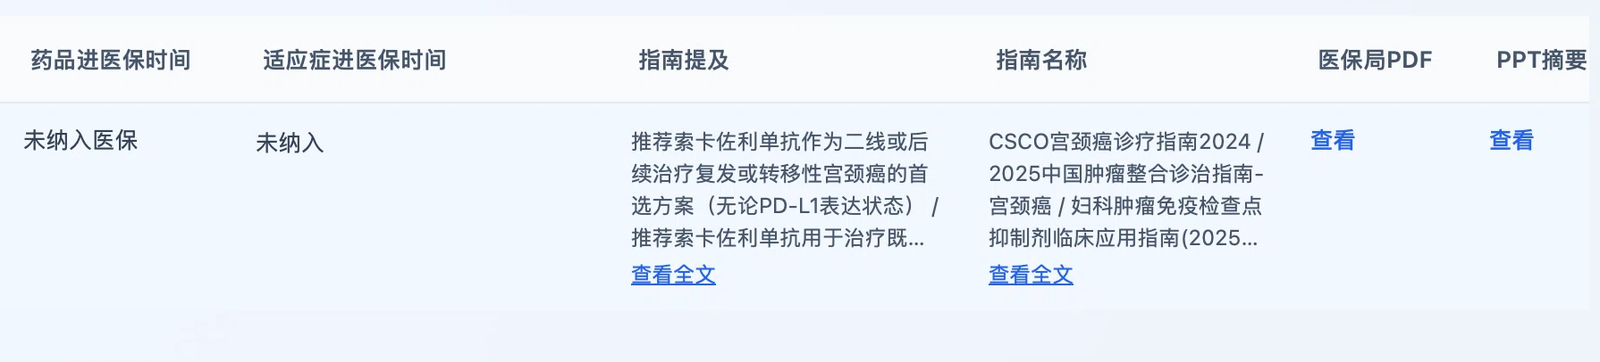 药品进医保时间 适应症进医保时间 指南提及 指南名称 医保局PDF PPT摘要
未纳入医保
未纳入
推荐索卡佐利单抗作为二线或后
续治疗复发或转移性宫颈癌的首
选方案（无论PD-L1表达状态） /
推荐索卡佐利单抗用于治疗既...
查看全文
CSCO宫颈癌诊疗指南2024 /
2025中国肿瘤整合诊治指南-
宫颈癌 / 妇科肿瘤免疫检查点
抑制剂临床应用指南(2025...
查看全文
查看
查看